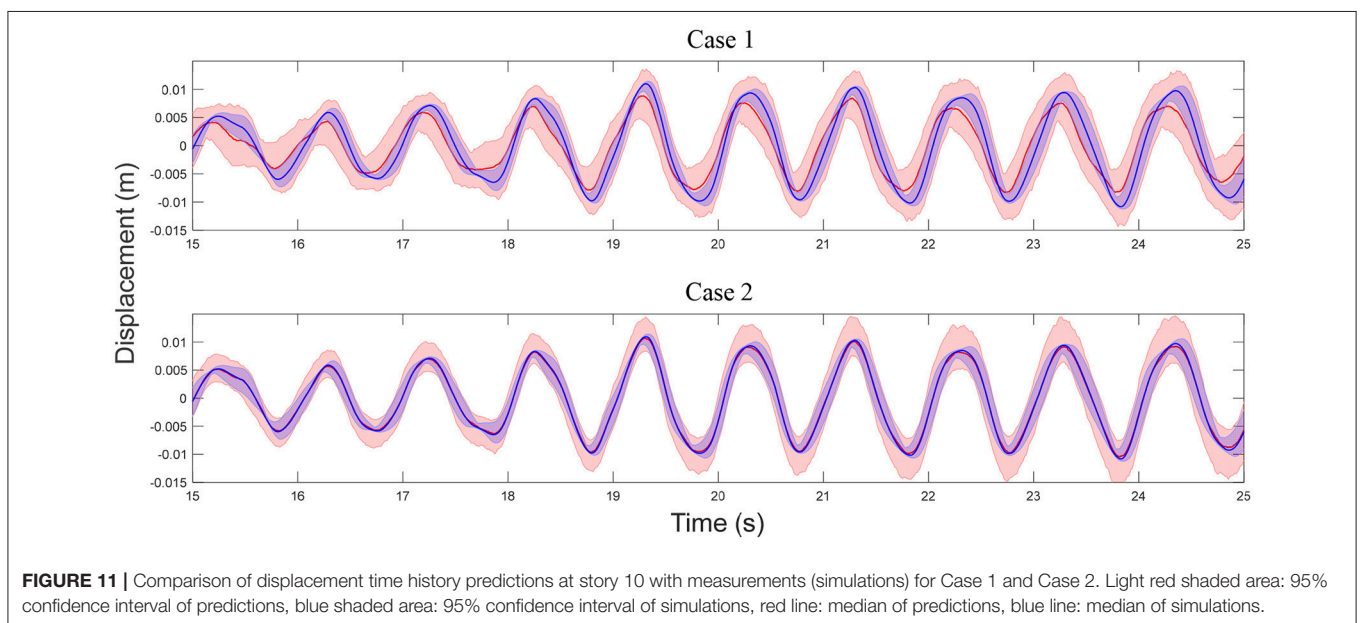 Case 1
0.01
0.005
0
-0.005
-0.01
-0.015
15 16 17 18 19 20 21 22 23 24 25
Displacement (m)
Case 2
0.01
0.005
0
-0.005
-0.01
-0.015
15 16 17 18 19 20 21 22 23 24 25
Time (s)
FIGURE 11 | Comparison of displacement time history predictions at story 10 with measurements (simulations) for Case 1 and Case 2. Light red shaded area: 95%
confidence interval of predictions, blue shaded area: 95% confidence interval of simulations, red line: median of predictions, blue line: median of simulations.